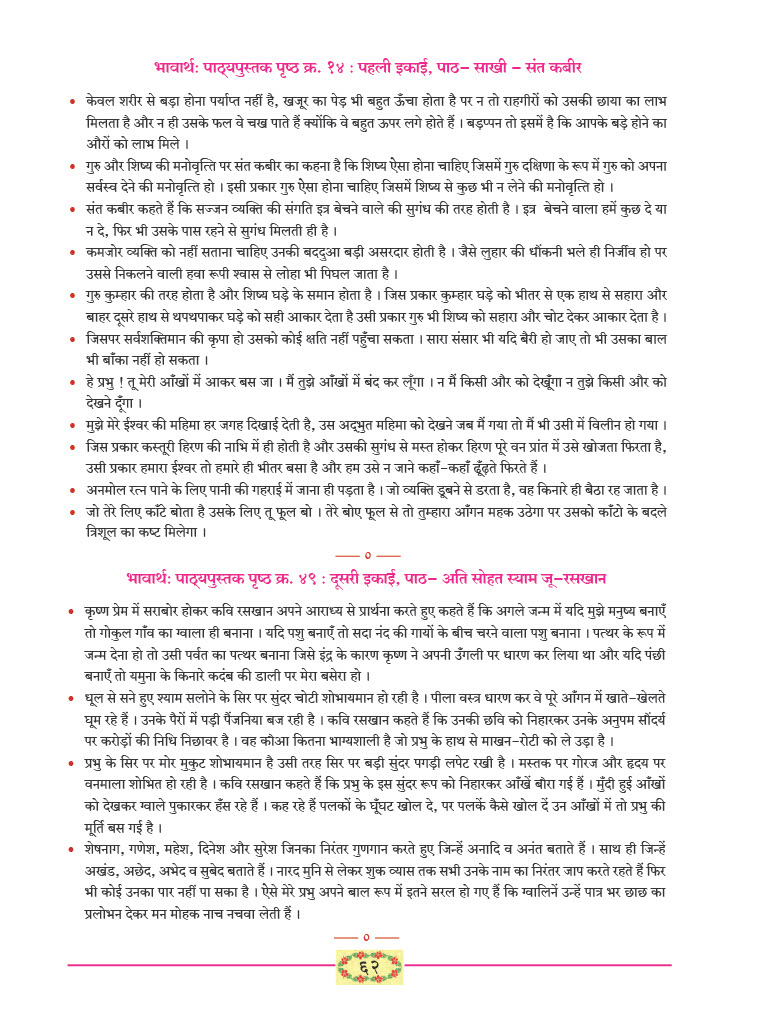 भावार्थ: पाठ्यपुस्तक पृष्ठ क्र. १४ : पहली इकाई, पाठ– साखी – संत कबीर
• केवल शरीर से बड़ा होना पर्याप्त नहीं है, खजूर का पेड़ भी बहुत ऊँचा होता है पर न तो राहगीरों को उसकी छाया का लाभ
मिलता है और न ही उसके फल वे चख पाते हैं क्योंकि वे बहुत ऊपर लगे होते हैं । बड़प्पन तो इसमें है कि आपके बड़े होने का
औरों को लाभ मिले ।
• गुरु और शिष्य की मनोवृत्ति पर संत कबीर का कहना है कि शिष्य ऐसा होना चाहिए जिसमें गुरु दक्षिणा के रूप में गुरु को अपना
सर्वस्व देने की मनोवृत्ति हो । इसी प्रकार गुरु ऐसा होना चाहिए जिसमें शिष्य से कुछ भी न लेने की मनोवृत्ति हो ।
• संत कबीर कहते हैं कि सज्जन व्यक्ति की संगति इत्र बेचने वाले की सुगंध की तरह होती है । इत्र बेचने वाला हमें कुछ दे या
न दे, फिर भी उसके पास रहने से सुगंध मिलती ही है ।
• कमजोर व्यक्ति को नहीं सताना चाहिए उनकी बददुआ बड़ी असरदार होती है । जैसे लुहार की धौंकनी भले ही निर्जीव हो पर
उससे निकलने वाली हवा रूपी श्वास से लोहा भी पिघल जाता है ।
• गुरु कुम्हार की तरह होता है और शिष्य घड़े के समान होता है । जिस प्रकार कुम्हार घड़े को भीतर से एक हाथ से सहारा और
बाहर दूसरे हाथ से थपथपाकर घड़े को सही आकार देता है उसी प्रकार गुरु भी शिष्य को सहारा और चोट देकर आकार देता है ।
• जिसपर सर्वशक्तिमान की कृपा हो उसको कोई क्षति नहीं पहुँचा सकता । सारा संसार भी यदि बैरी हो जाए तो भी उसका बाल
भी बाँका नहीं हो सकता ।
• हे प्रभु ! तू मेरी आँखों में आकर बस जा । मैं तुझे आँखों में बंद कर लूँगा । न मैं किसी और को देखूँगा न तुझे किसी और को
देखने दूँगा ।
• मुझे मेरे ईश्वर की महिमा हर जगह दिखाई देती है, उस अद्भुत महिमा को देखने जब मैं गया तो मैं भी उसी में विलीन हो गया ।
• जिस प्रकार कस्तूरी हिरण की नाभि में ही होती है और उसकी सुगंध से मस्त होकर हिरण पूरे वन प्रांत में उसे खोजता फिरता है,
उसी प्रकार हमारा ईश्वर तो हमारे ही भीतर बसा है और हम उसे न जाने कहाँ-कहाँ ढूँढ़ते फिरते हैं ।
• अनमोल रत्न पाने के लिए पानी की गहराई में जाना ही पड़ता है । जो व्यक्ति डूबने से डरता है, वह किनारे ही बैठा रह जाता है ।
• जो तेरे लिए काँटे बोता है उसके लिए तू फूल बो । तेरे बोए फूल से तो तुम्हारा आँगन महक उठेगा पर उसको काँटों के बदले
त्रिशूल का कष्ट मिलेगा ।
—— ० ——
भावार्थ: पाठ्यपुस्तक पृष्ठ क्र. ४९ : दूसरी इकाई, पाठ– अति सोहत स्याम जू–रसखान
• कृष्ण प्रेम में सराबोर होकर कवि रसखान अपने आराध्य से प्रार्थना करते हुए कहते हैं कि अगले जन्म में यदि मुझे मनुष्य बनाएँ
तो गोकुल गाँव का ग्वाला ही बनाना । यदि पशु बनाएँ तो सदा नंद की गायों के बीच चरने वाला पशु बनाना । पत्थर के रूप में
जन्म देना हो तो उसी पर्वत का पत्थर बनाना जिसे इंद्र के कारण कृष्ण ने अपनी उँगली पर धारण कर लिया था और यदि पंछी
बनाएँ तो यमुना के किनारे कदंब की डाली पर मेरा बसेरा हो ।
• धूल से सने हुए श्याम सलोने के सिर पर सुंदर चोटी शोभायमान हो रही है । पीला वस्त्र धारण कर वे पूरे आँगन में खाते-खेलते
घूम रहे हैं । उनके पैरों में पड़ी पैंजनिया बज रही है । कवि रसखान कहते हैं कि उनकी छवि को निहारकर उनके अनुपम सौंदर्य
पर करोड़ों की निधि निछावर है । वह कौआ कितना भाग्यशाली है जो प्रभु के हाथ से माखन-रोटी को ले उड़ा है ।
• प्रभु के सिर पर मोर मुकुट शोभायमान है उसी तरह सिर पर बड़ी सुंदर पगड़ी लपेट रखी है । मस्तक पर गोरज और हृदय पर
वनमाला शोभित हो रही है । कवि रसखान कहते हैं कि प्रभु के इस सुंदर रूप को निहारकर आँखें बौरा गई हैं । मुँदी हुई आँखों
को देखकर ग्वाले पुकारकर हँस रहे हैं । कह रहे हैं पलकों के घूँघट खोल दे, पर पलकें कैसे खोल दें उन आँखों में तो प्रभु की
मूर्ति बस गई है ।
• शेषनाग, गणेश, महेश, दिनेश और सुरेश जिनका निरंतर गुणगान करते हुए जिन्हें अनादि व अनंत बताते हैं । साथ ही जिन्हें
अखंड, अछेद, अभेद व सुबेद बताते हैं । नारद मुनि से लेकर शुक व्यास तक सभी उनके नाम का निरंतर जाप करते रहते हैं फिर
भी कोई उनका पार नहीं पा सका है । ऐसे मेरे प्रभु अपने बाल रूप में इतने सरल हो गए हैं कि ग्वालिनें उन्हें पात्र भर छाछ का
प्रलोभन देकर मन मोहक नाच नचवा लेती हैं ।
—— ० ——
६२